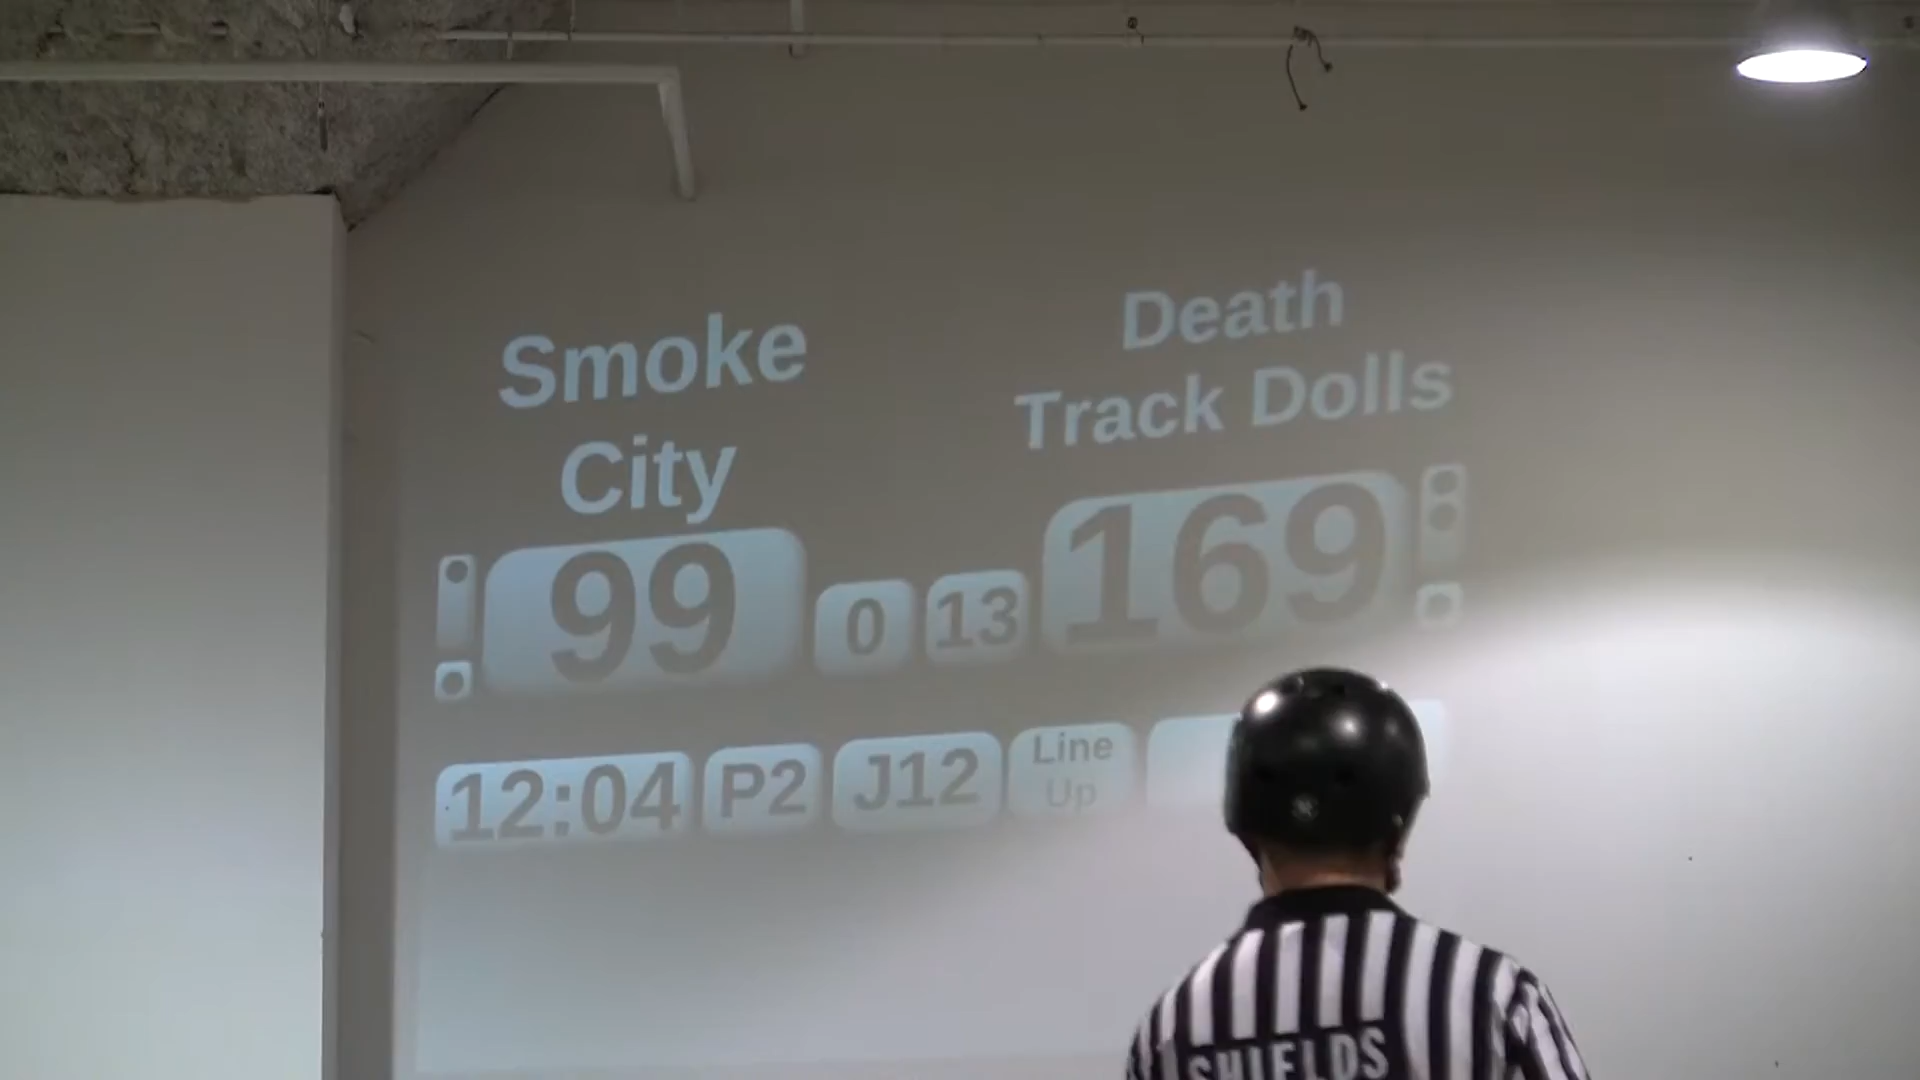 Smoke
City
Death
Track Dolls
99
0
13
169
12:04
P2
J12
Line
Up
SHIELDS